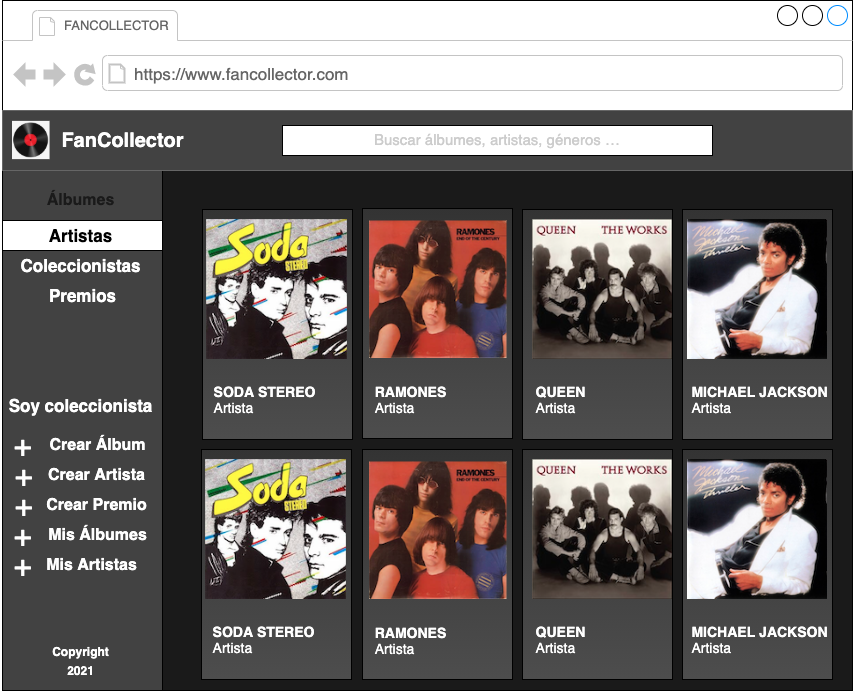 FANCOLLECTOR
https://www.fancollector.com
FanCollector
Buscar álbumes, artistas, géneros ...
Álbumes
Artistas
Coleccionistas
Premios
Soy coleccionista
Crear Álbum
Crear Artista
Crear Premio
Mis Álbumes
Mis Artistas
Copyright
2021
Soda
STEREO
RAMONES
END OF THE CENTURY
QUEEN THE WORKS
Michael
Jackson
Thriller
SODA STEREO
Artista
RAMONES
Artista
QUEEN
Artista
MICHAEL JACKSON
Artista
Soda
STEREO
RAMONES
END OF THE CENTURY
QUEEN THE WORKS
Michael
Jackson
Thriller
SODA STEREO
Artista
RAMONES
Artista
QUEEN
Artista
MICHAEL JACKSON
Artista